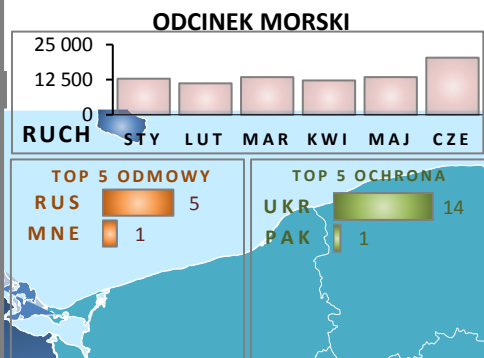 ODCINEK MORSKI
25 000
12 500
0
RUCH STY LUT MAR KWI MAJ CZE
TOP 5 ODMOWY
RUS 5
MNE 1
TOP 5 OCHRONA
UKR 14
PAK 1